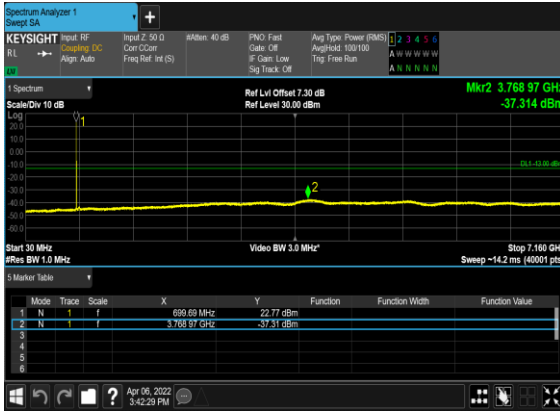 Spectrum Analyzer 1
Swept SA
+
KEYSIGHT
RL
Input: RF
Coupling: DC
Align: Auto
Input Z: 50 Ω
Corr CCorr
Freq Ref: Int (S)
#Atten: 40 dB
PNO: Fast
Gate: Off
IF Gain: Low
Sig Track: Off
Avg Type: Power (RMS)
Avg|Hold: 100/100
Trig: Free Run
1 2 3 4 5 6
A W W W W W
A N N N N N
1 Spectrum
Scale/Div 10 dB
Ref Lvl Offset 7.30 dB
Ref Level 30.00 dBm
Mkr2 3.768 97 GHz
-37.314 dBm
Log
20.0
10.0
0.00
-10.0
-20.0
-30.0
-40.0
-50.0
-60.0
1
2
DL1 -13.00 dBm
Start 30 MHz
#Res BW 1.0 MHz
Video BW 3.0 MHz*
Stop 7.160 GHz
Sweep ~14.2 ms (40001 pts)
5 Marker Table
Mode Trace Scale X Y Function Function Width Function Value
1 N 1 f 699.69 MHz 22.77 dBm
2 N 1 f 3.768 97 GHz -37.31 dBm
3
4
5
6
?
Apr 06, 2022
3:42:29 PM